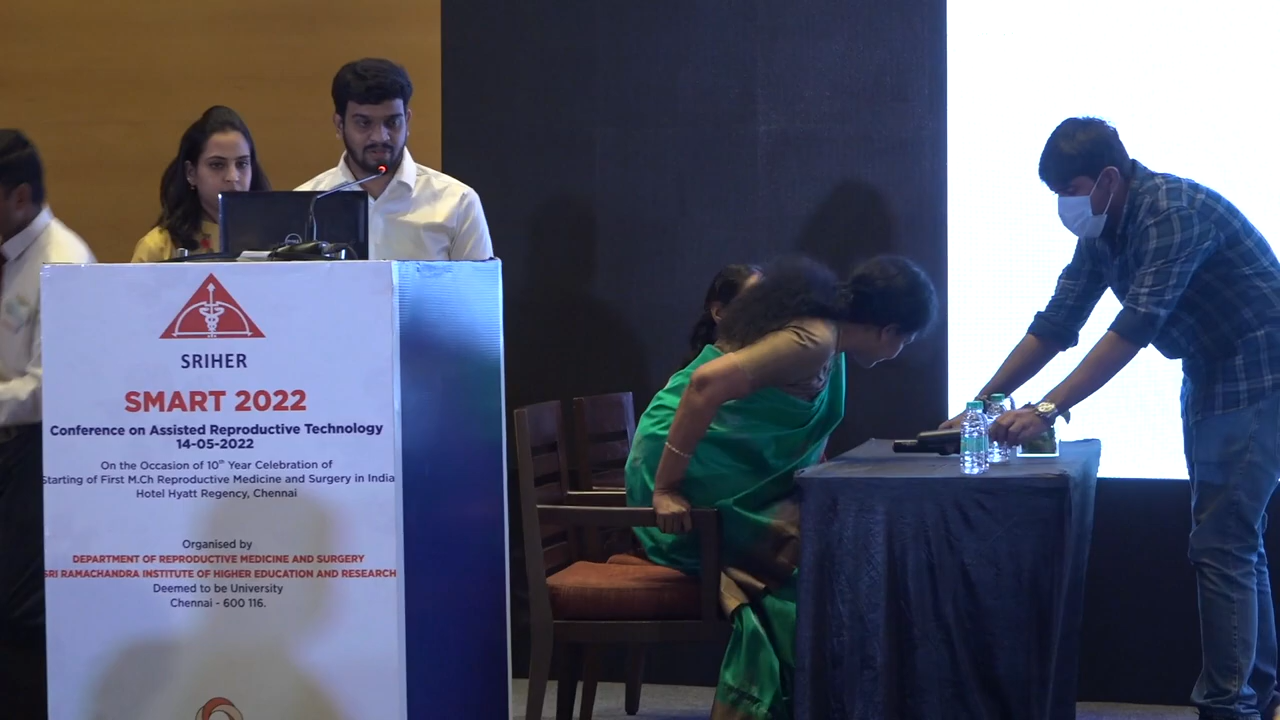 SRIHER
SMART 2022
Conference on Assisted Reproductive Technology
14-05-2022
On the Occasion of 10th Year Celebration of
Starting of First M.Ch Reproductive Medicine and Surgery in India
Hotel Hyatt Regency, Chennai
Organised by
DEPARTMENT OF REPRODUCTIVE MEDICINE AND SURGERY
SRI RAMACHANDRA INSTITUTE OF HIGHER EDUCATION AND RESEARCH
Deemed to be University
Chennai - 600 116.